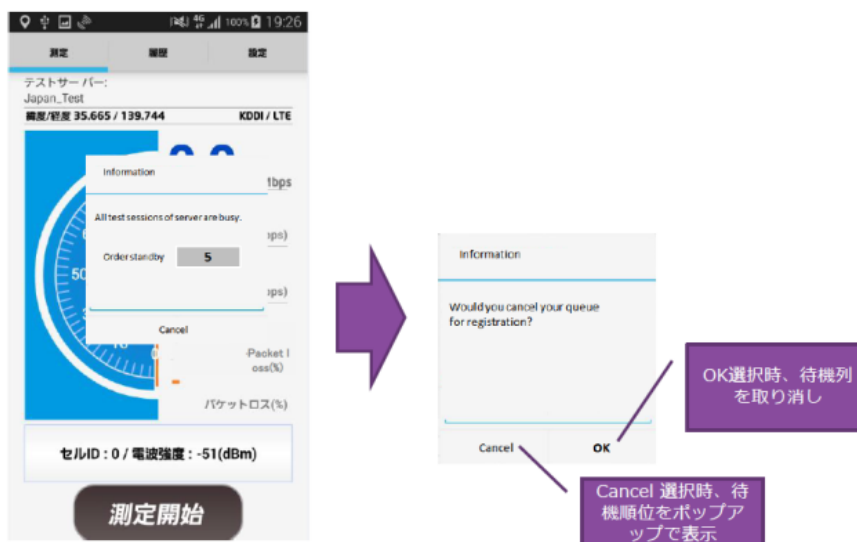 4G 100% 19:26
測定 履歴 設定
テストサーバー:
Japan_Test
緯度/経度 35.665 / 139.744 KDDI / LTE
Information
All test sessions of server are busy.
Order standby 5
Cancel
50
Packet l
oss(%)
パケットロス(%)
セルID : 0 / 電波強度 : -51(dBm)
測定開始
Information
Would you cancel your queue
for registration?
Cancel OK
OK選択時、待機列
を取り消し
Cancel 選択時、待
機順位をポップア
ップで表示